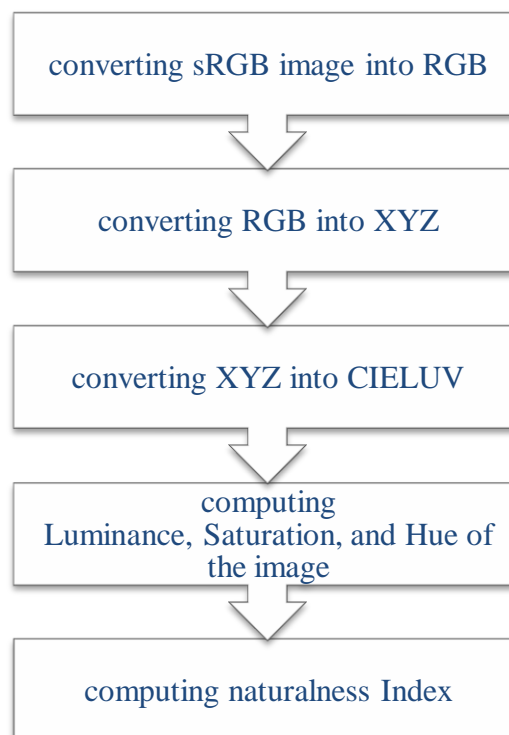 converting sRGB image into RGB
converting RGB into XYZ
converting XYZ into CIELUV
computing
Luminance, Saturation, and Hue of
the image
computing naturalness Index